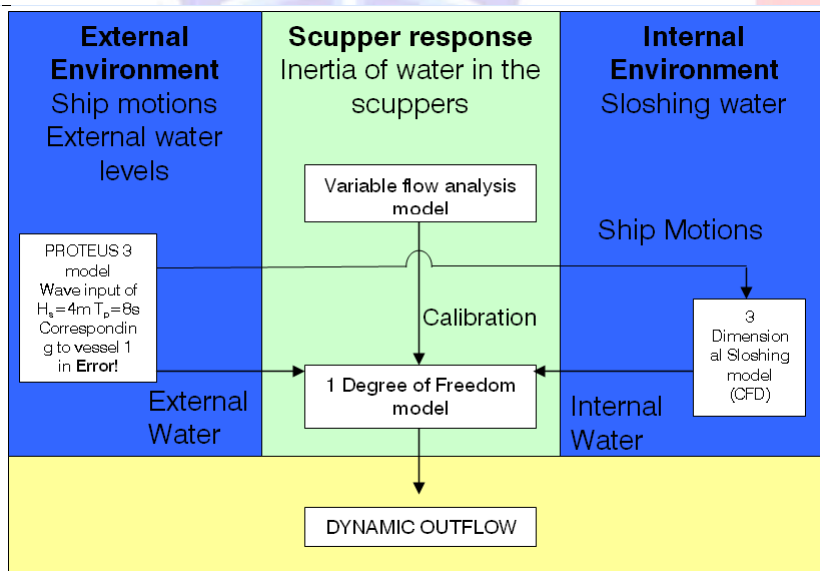 External
Environment
Ship motions
External water
levels
Scupper response
Inertia of water in the
scuppers
Internal
Environment
Sloshing water
Variable flow analysis
model
Ship Motions
PROTEUS 3
model
Wave input of
Hₛ=4m Tₚ=8s
Correspondin
g to vessel 1
in Error!
Calibration
3
Dimension
al Sloshing
model
(CFD)
External
Water
1 Degree of Freedom
model
Internal
Water
DYNAMIC OUTFLOW